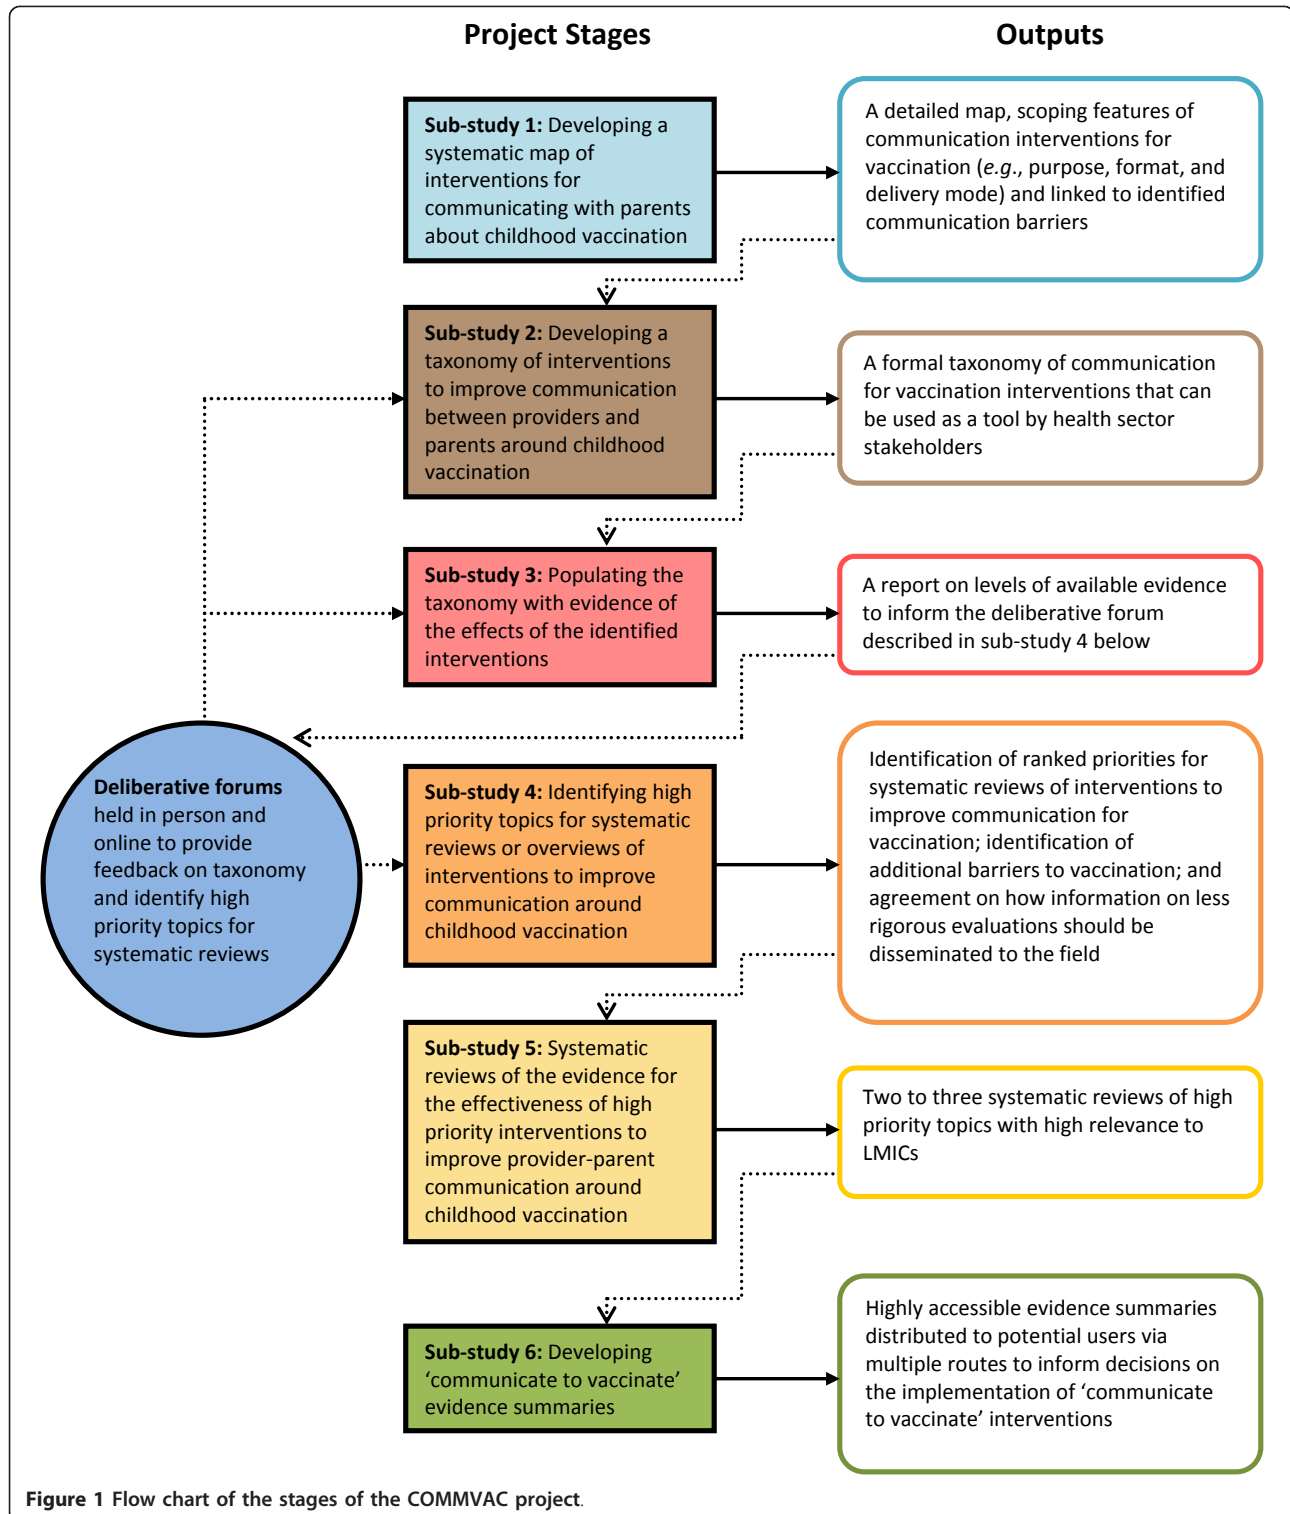 Project Stages
Outputs
Sub-study 1: Developing a
systematic map of
interventions for
communicating with parents
about childhood vaccination
A detailed map, scoping features of
communication interventions for
vaccination (e.g., purpose, format, and
delivery mode) and linked to identified
communication barriers
Sub-study 2: Developing a
taxonomy of interventions
to improve communication
between providers and
parents around childhood
vaccination
A formal taxonomy of communication
for vaccination interventions that can
be used as a tool by health sector
stakeholders
Sub-study 3: Populating the
taxonomy with evidence of
the effects of the identified
interventions
A report on levels of available evidence
to inform the deliberative forum
described in sub-study 4 below
Deliberative forums
held in person and
online to provide
feedback on taxonomy
and identify high
priority topics for
systematic reviews
Sub-study 4: Identifying high
priority topics for systematic
reviews or overviews of
interventions to improve
communication around
childhood vaccination
Identification of ranked priorities for
systematic reviews of interventions to
improve communication for
vaccination; identification of
additional barriers to vaccination; and
agreement on how information on less
rigorous evaluations should be
disseminated to the field
Sub-study 5: Systematic
reviews of the evidence for
the effectiveness of high
priority interventions to
improve provider-parent
communication around
childhood vaccination
Two to three systematic reviews of high
priority topics with high relevance to
LMICs
Sub-study 6: Developing
‘communicate to vaccinate’
evidence summaries
Highly accessible evidence summaries
distributed to potential users via
multiple routes to inform decisions on
the implementation of ‘communicate
to vaccinate’ interventions
Figure 1 Flow chart of the stages of the COMMVAC project.